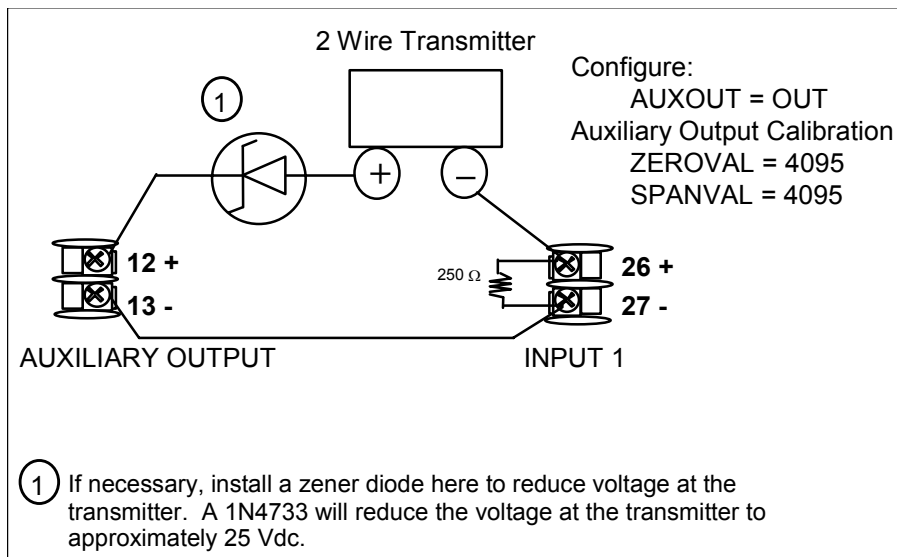 2 Wire Transmitter
Configure:
AUXOUT = OUT
Auxiliary Output Calibration
ZEROVAL = 4095
SPANVAL = 4095
1
+
–
12 +
13 -
250 Ω
26 +
27 -
AUXILIARY OUTPUT
INPUT 1
1 If necessary, install a zener diode here to reduce voltage at the
transmitter. A 1N4733 will reduce the voltage at the transmitter to
approximately 25 Vdc.